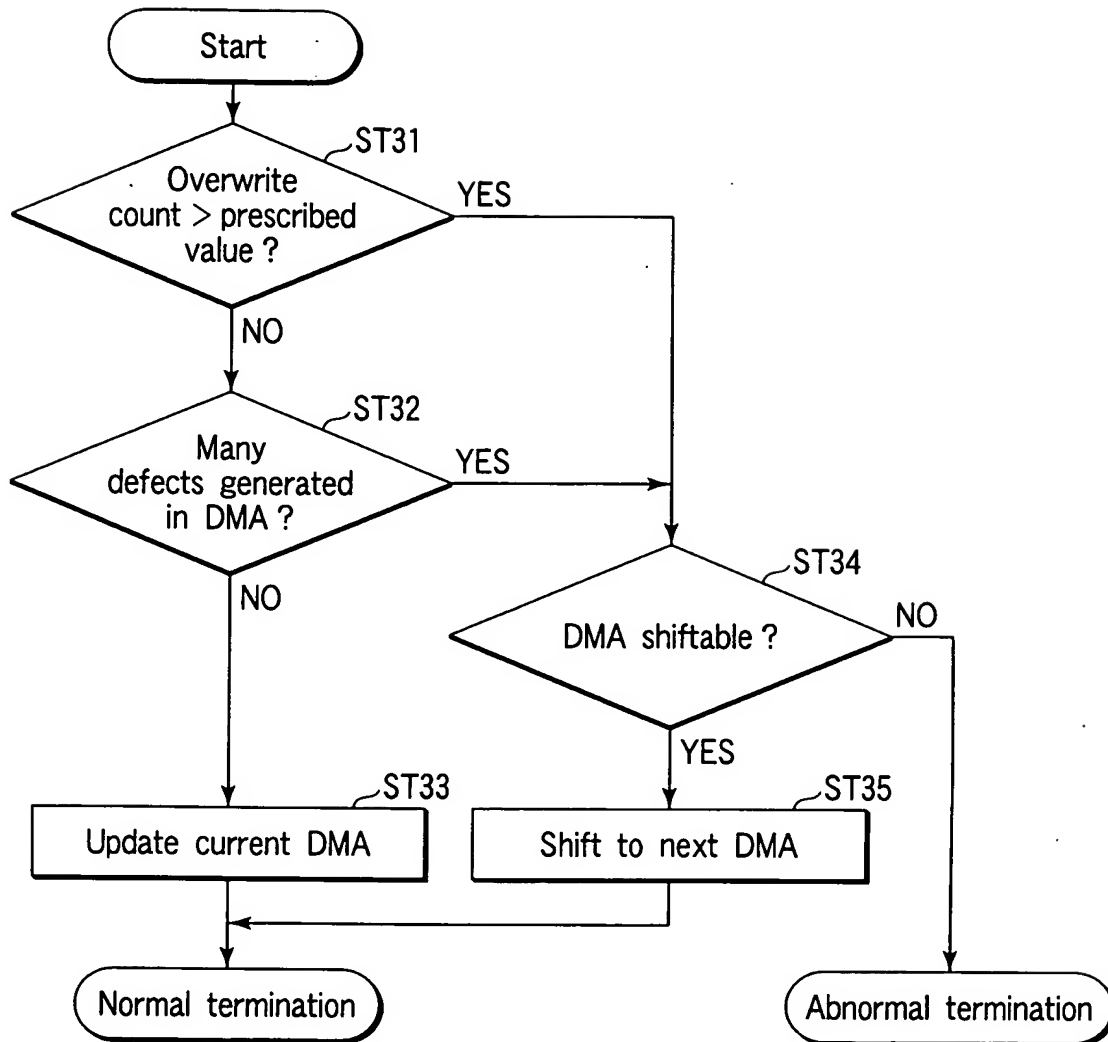 Start
ST31
Overwrite
count > prescribed
value ?
YES
NO
ST32
Many
defects generated
in DMA ?
YES
NO
ST34
DMA shiftable ?
NO
YES
ST33
Update current DMA
ST35
Shift to next DMA
Normal termination
Abnormal termination